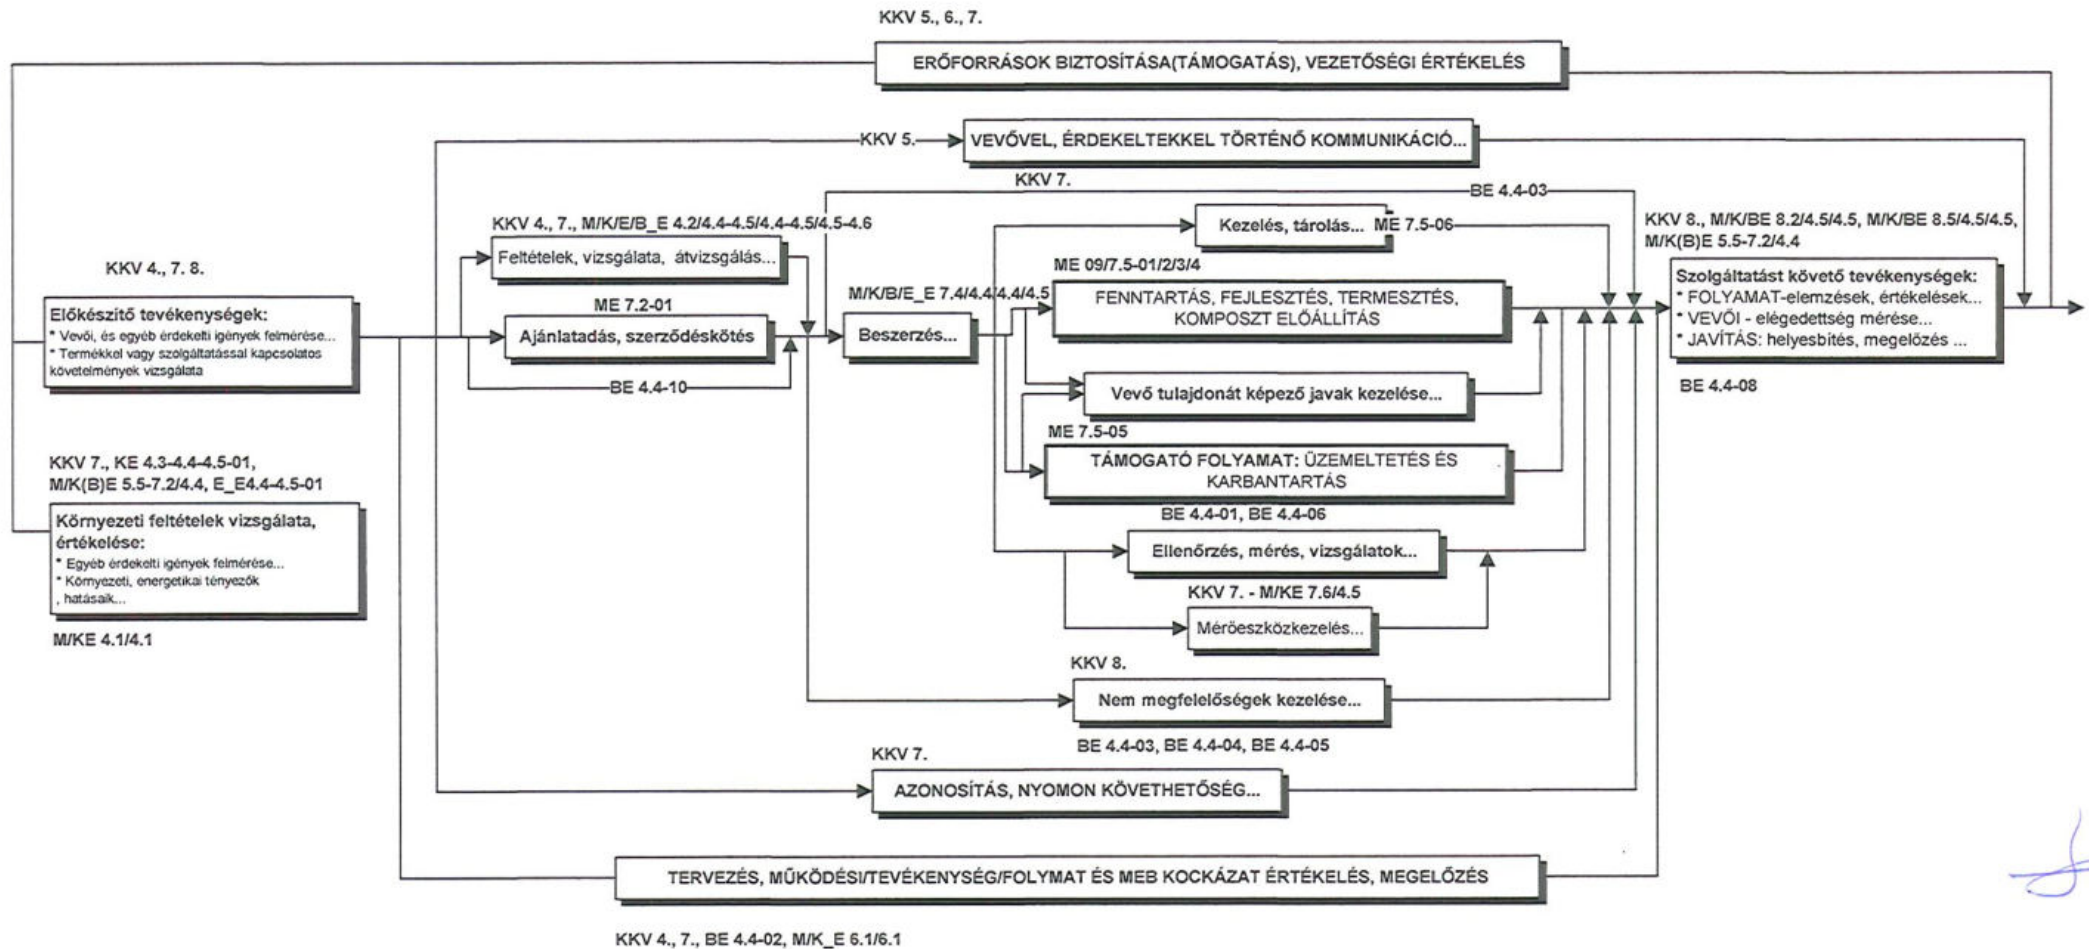 KKV 5., 6., 7.
ERŐFORRÁSOK BIZTOSÍTÁSA(TÁMOGATÁS), VEZETŐSÉGI ÉRTÉKELÉS
KKV 5.
VEVŐVEL, ÉRDEKELTEKKEL TÖRTÉNŐ KOMMUNIKÁCIÓ...
KKV 7.
BE 4.4-03
KKV 4., 7., M/K/E/B_E 4.2/4.4-4.5/4.4-4.5/4.5-4.6
Feltételek, vizsgálata, átvizsgálás...
Kezelés, tárolás...
ME 7.5-06
KKV 8., M/K/BE 8.2/4.5/4.5, M/K/BE 8.5/4.5/4.5,
M/K(B)E 5.5-7.2/4.4
KKV 4., 7. 8.
Előkészítő tevékenységek:
* Vevői, és egyéb érdekelti igények felmérése...
* Termékkel vagy szolgáltatással kapcsolatos
követelmények vizsgálata
ME 7.2-01
Ajánlatadás, szerződéskötés
BE 4.4-10
M/K/B/E_E 7.4/4.4/4.4/4.5
Beszerzés...
ME 09/7.5-01/2/3/4
FENNTARTÁS, FEJLESZTÉS, TERMESZTÉS,
KOMPOSZT ELŐÁLLÍTÁS
Szolgáltatást követő tevékenységek:
* FOLYAMAT-elemzések, értékelések...
* VEVŐI - elégedettség mérése...
* JAVÍTÁS: helyesbítés, megelőzés ...
BE 4.4-08
Vevő tulajdonát képező javak kezelése...
ME 7.5-05
TÁMOGATÓ FOLYAMAT: ÜZEMELTETÉS ÉS
KARBANTARTÁS
KKV 7., KE 4.3-4.4-4.5-01,
M/K(B)E 5.5-7.2/4.4, E_E4.4-4.5-01
Környezeti feltételek vizsgálata,
értékelése:
* Egyéb érdekelti igények felmérése...
* Környezeti, energetikai tényezők
, hatásaik...
M/KE 4.1/4.1
BE 4.4-01, BE 4.4-06
Ellenőrzés, mérés, vizsgálatok...
KKV 7. - M/KE 7.6/4.5
Mérőeszközkezelés...
KKV 8.
Nem megfelelőségek kezelése...
BE 4.4-03, BE 4.4-04, BE 4.4-05
KKV 7.
AZONOSÍTÁS, NYOMON KÖVETHETŐSÉG...
TERVEZÉS, MŰKÖDÉSI/TEVÉKENYSÉG/FOLYMAT ÉS MEB KOCKÁZAT ÉRTÉKELÉS, MEGELŐZÉS
KKV 4., 7., BE 4.4-02, M/K_E 6.1/6.1